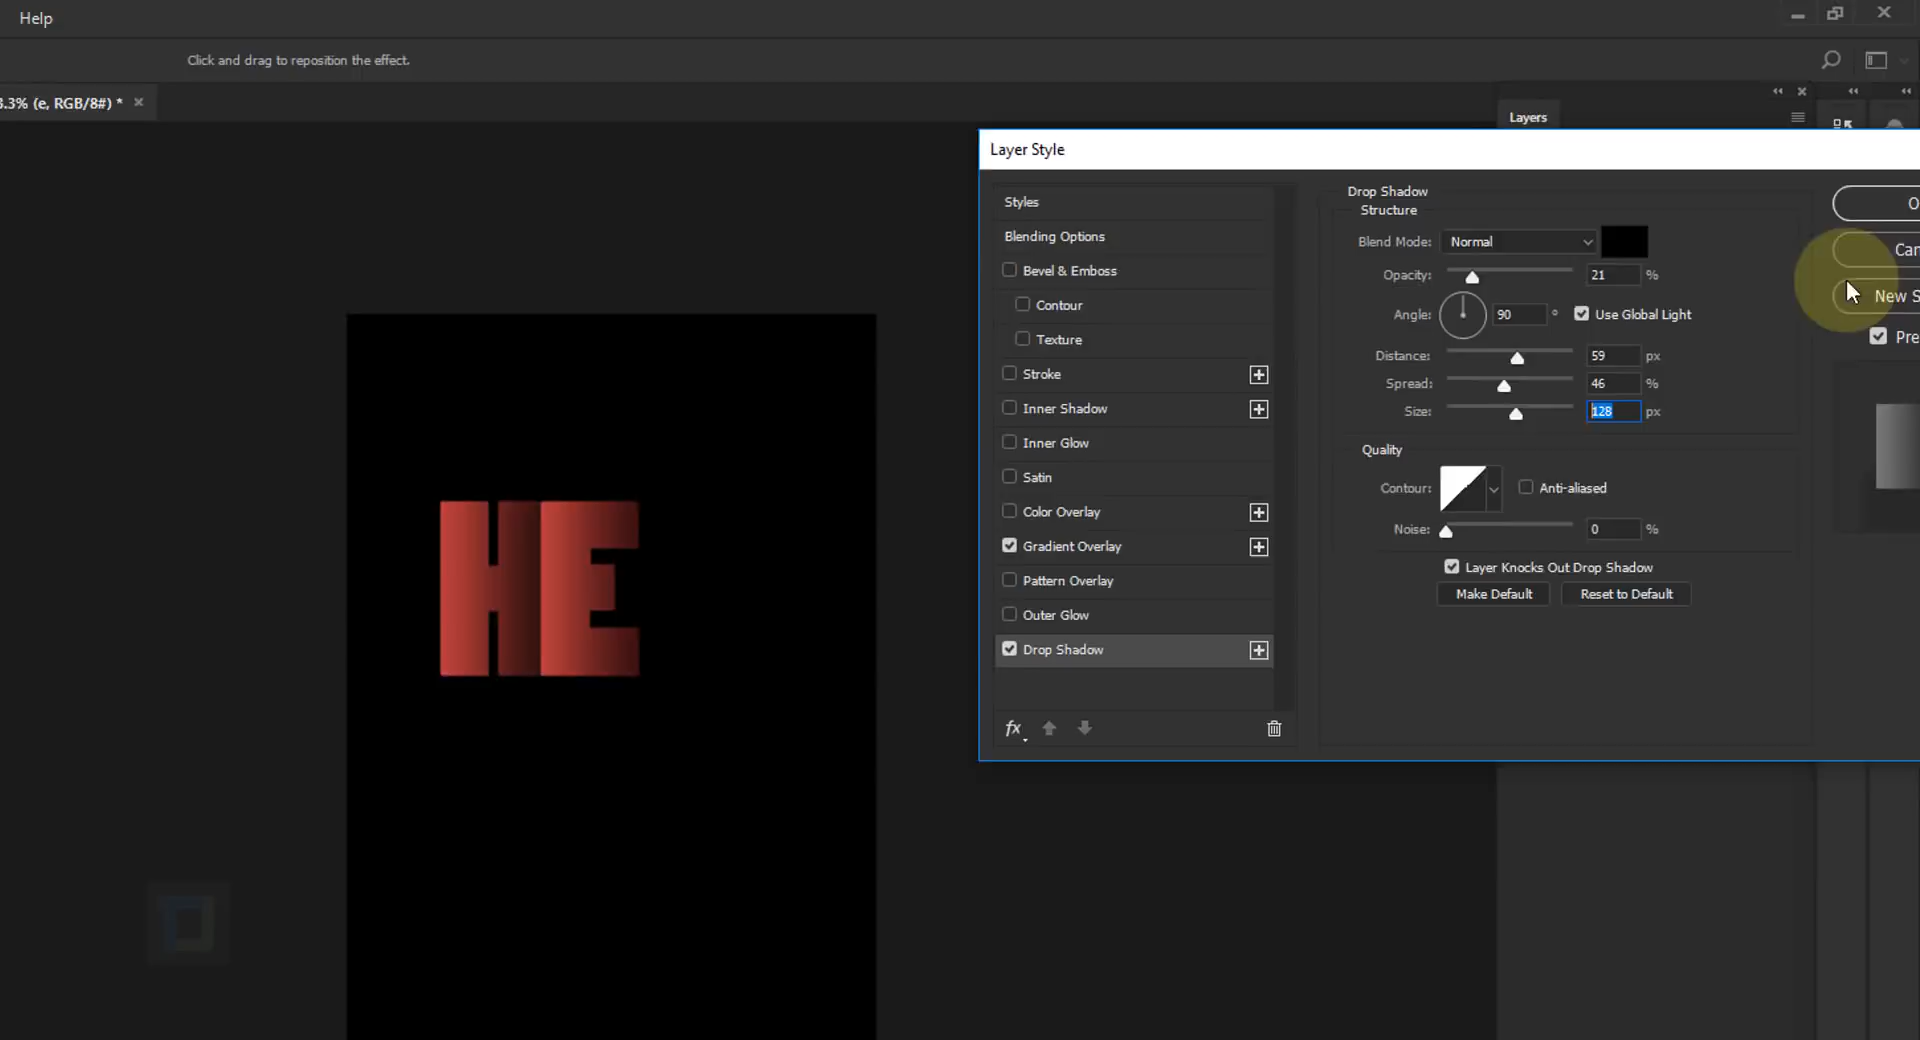 Help
Click and drag to reposition the effect.
3.3% (e, RGB/8#) *
Layers
Layer Style
Styles
Blending Options
Bevel & Emboss
Contour
Texture
Stroke
Inner Shadow
Inner Glow
Satin
Color Overlay
Gradient Overlay
Pattern Overlay
Outer Glow
Drop Shadow
fx
Drop Shadow
Structure
Blend Mode: Normal
Opacity: 21 %
Angle: 90 ° Use Global Light
Distance: 59 px
Spread: 46 %
Size: 128 px
Quality
Contour: Anti-aliased
Noise: 0 %
Layer Knocks Out Drop Shadow
Make Default Reset to Default
O
Can
New S
Pre
HE